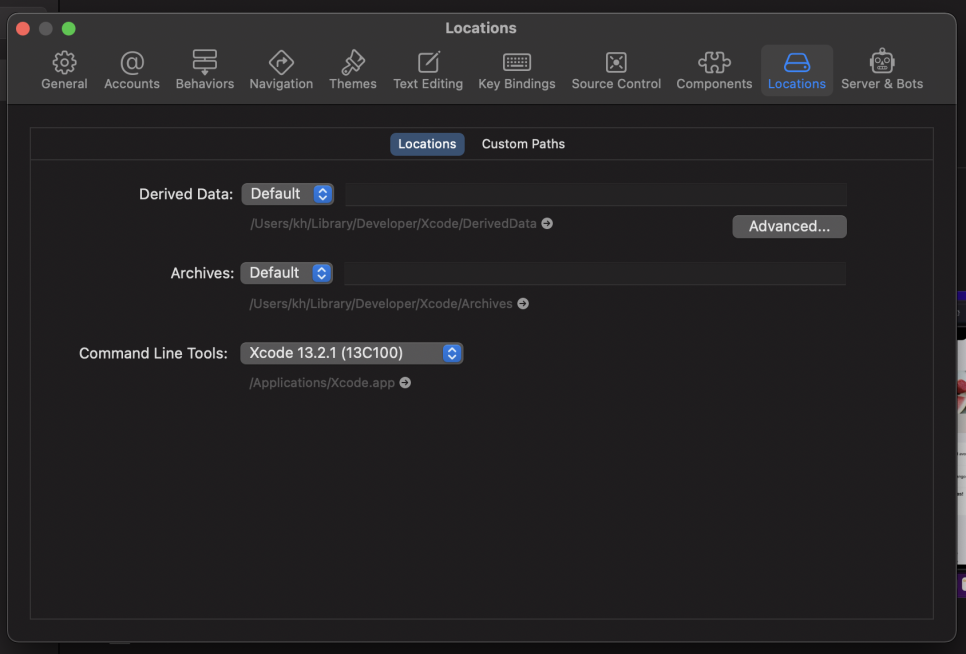 Locations
General Accounts Behaviors Navigation Themes Text Editing Key Bindings Source Control Components Locations Server & Bots
Locations Custom Paths
Derived Data: Default
/Users/kh/Library/Developer/Xcode/DerivedData
Advanced...
Archives: Default
/Users/kh/Library/Developer/Xcode/Archives
Command Line Tools: Xcode 13.2.1 (13C100)
/Applications/Xcode.app